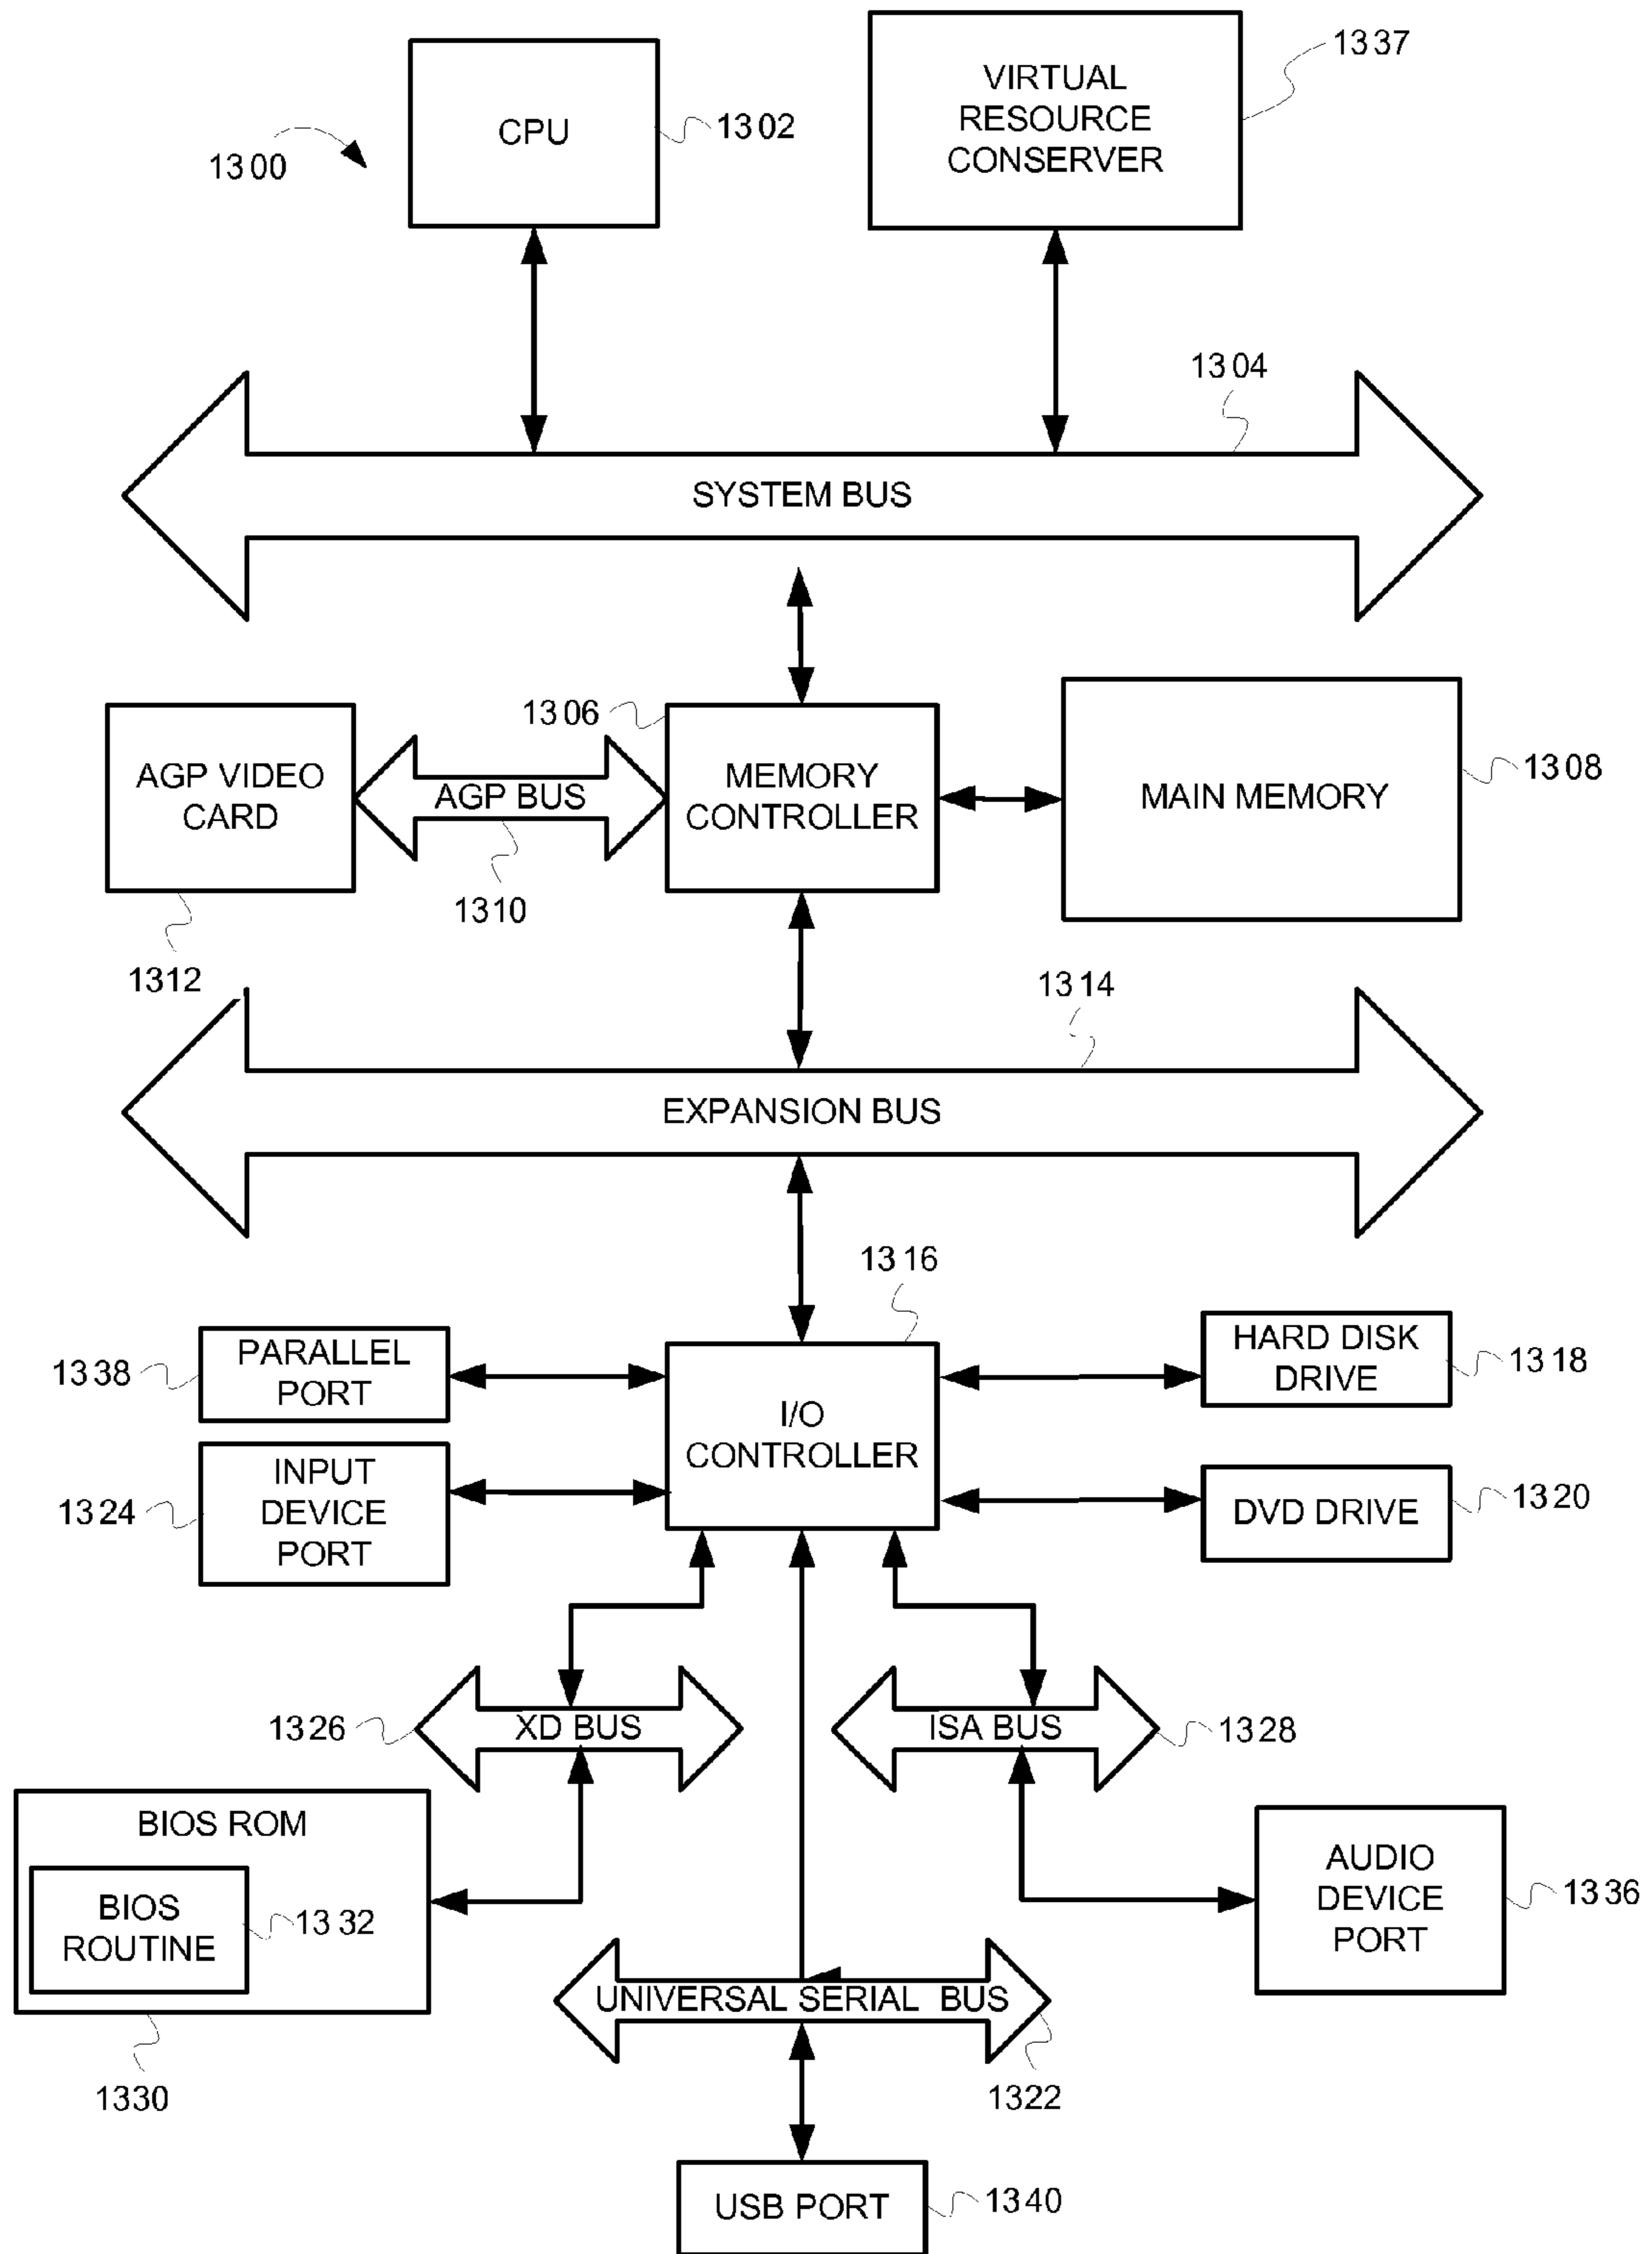 1337
VIRTUAL
RESOURCE
CONSERVER
CPU
1302
1300
1304
SYSTEM BUS
1306
AGP VIDEO
CARD
AGP BUS
MEMORY
CONTROLLER
MAIN MEMORY
1308
1310
1312
1314
EXPANSION BUS
1316
1338
PARALLEL
PORT
HARD DISK
DRIVE
1318
I/O
CONTROLLER
1324
INPUT
DEVICE
PORT
DVD DRIVE
1320
1326
XD BUS
ISA BUS
1328
BIOS ROM
BIOS
ROUTINE
1332
AUDIO
DEVICE
PORT
1336
UNIVERSAL SERIAL BUS
1330
1322
USB PORT
1340